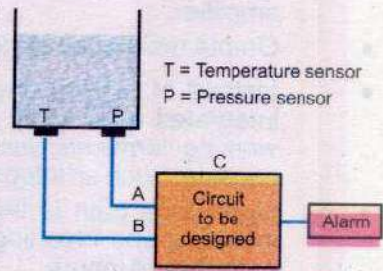 T = Temperature sensor
P = Pressure sensor
T
P
C
A
B
Circuit
to be
designed
Alarm